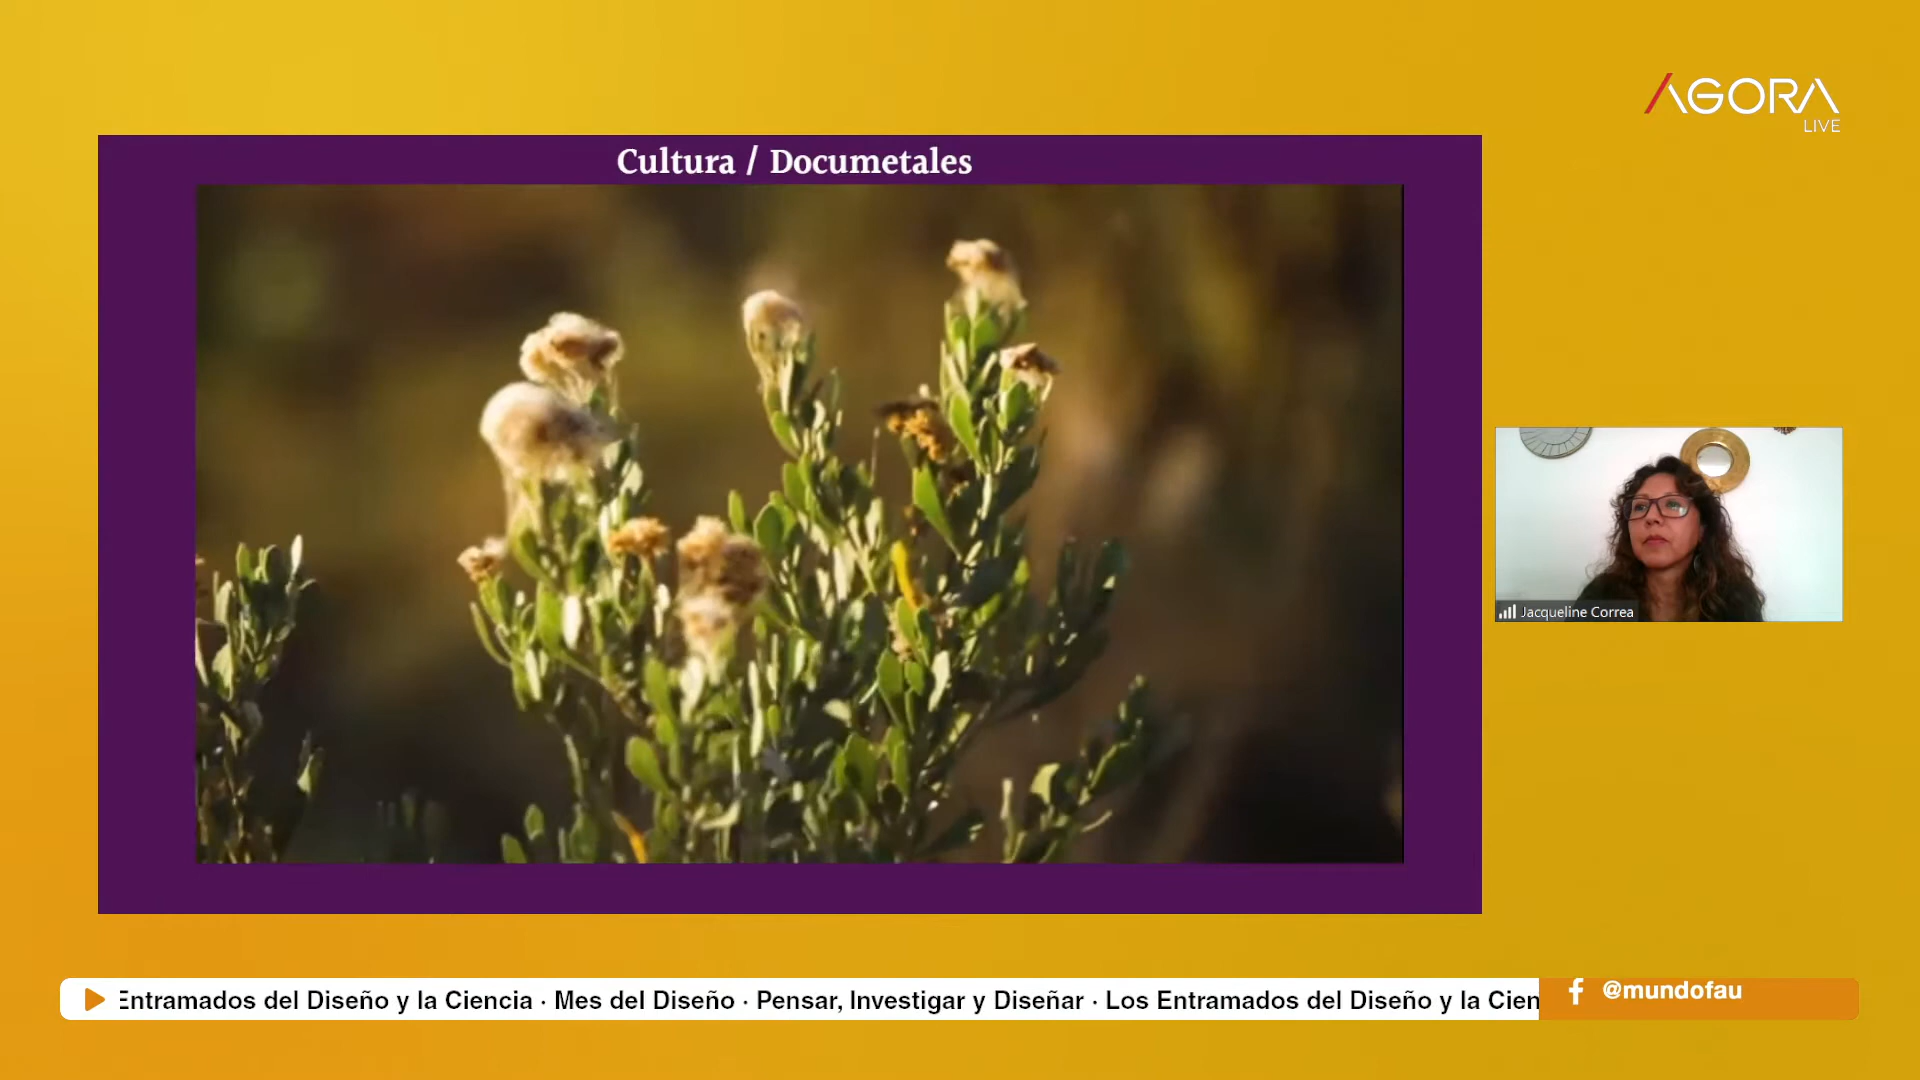 AGORA
LIVE
Cultura / Documetales
Jacqueline Correa
Entramados del Diseño y la Ciencia · Mes del Diseño · Pensar, Investigar y Diseñar · Los Entramados del Diseño y la Cien
@mundofau